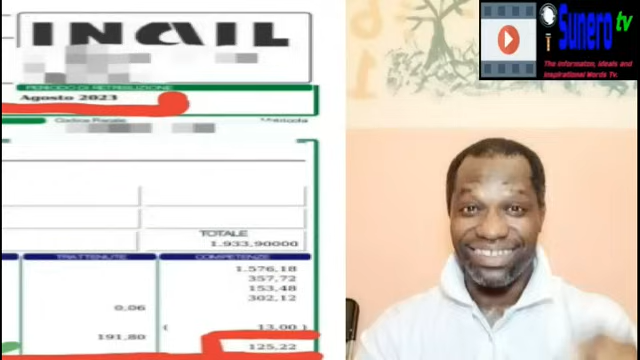 INAIL
PERIODO DI RETRIBUZIONE
Agosto 2023
Codice Fiscale
Matricola
TOTALE
1.933,90000
TRATTENUTE
COMPETENZE
1.576,18
357,72
153,48
302,12
0,06
( 13,00 )
191,80
125,22
Sunero tv
The Information, Ideals and
Inspirational Words Tv.